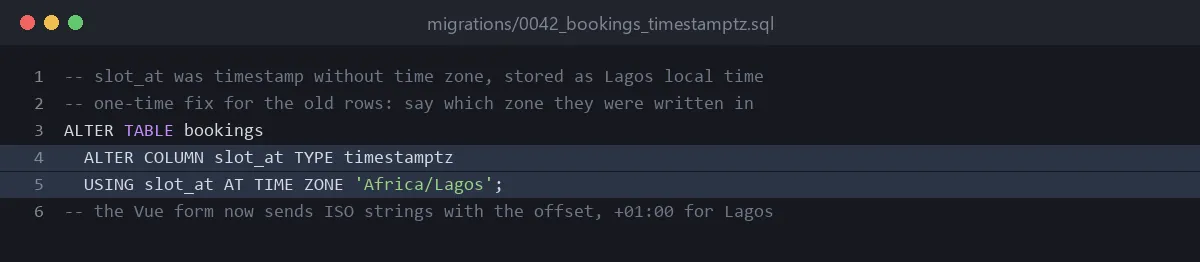 migrations/0042_bookings_timestamptz.sql
1 -- slot_at was timestamp without time zone, stored as Lagos local time
2 -- one-time fix for the old rows: say which zone they were written in
3 ALTER TABLE bookings
4 ALTER COLUMN slot_at TYPE timestamptz
5 USING slot_at AT TIME ZONE 'Africa/Lagos';
6 -- the Vue form now sends ISO strings with the offset, +01:00 for Lagos